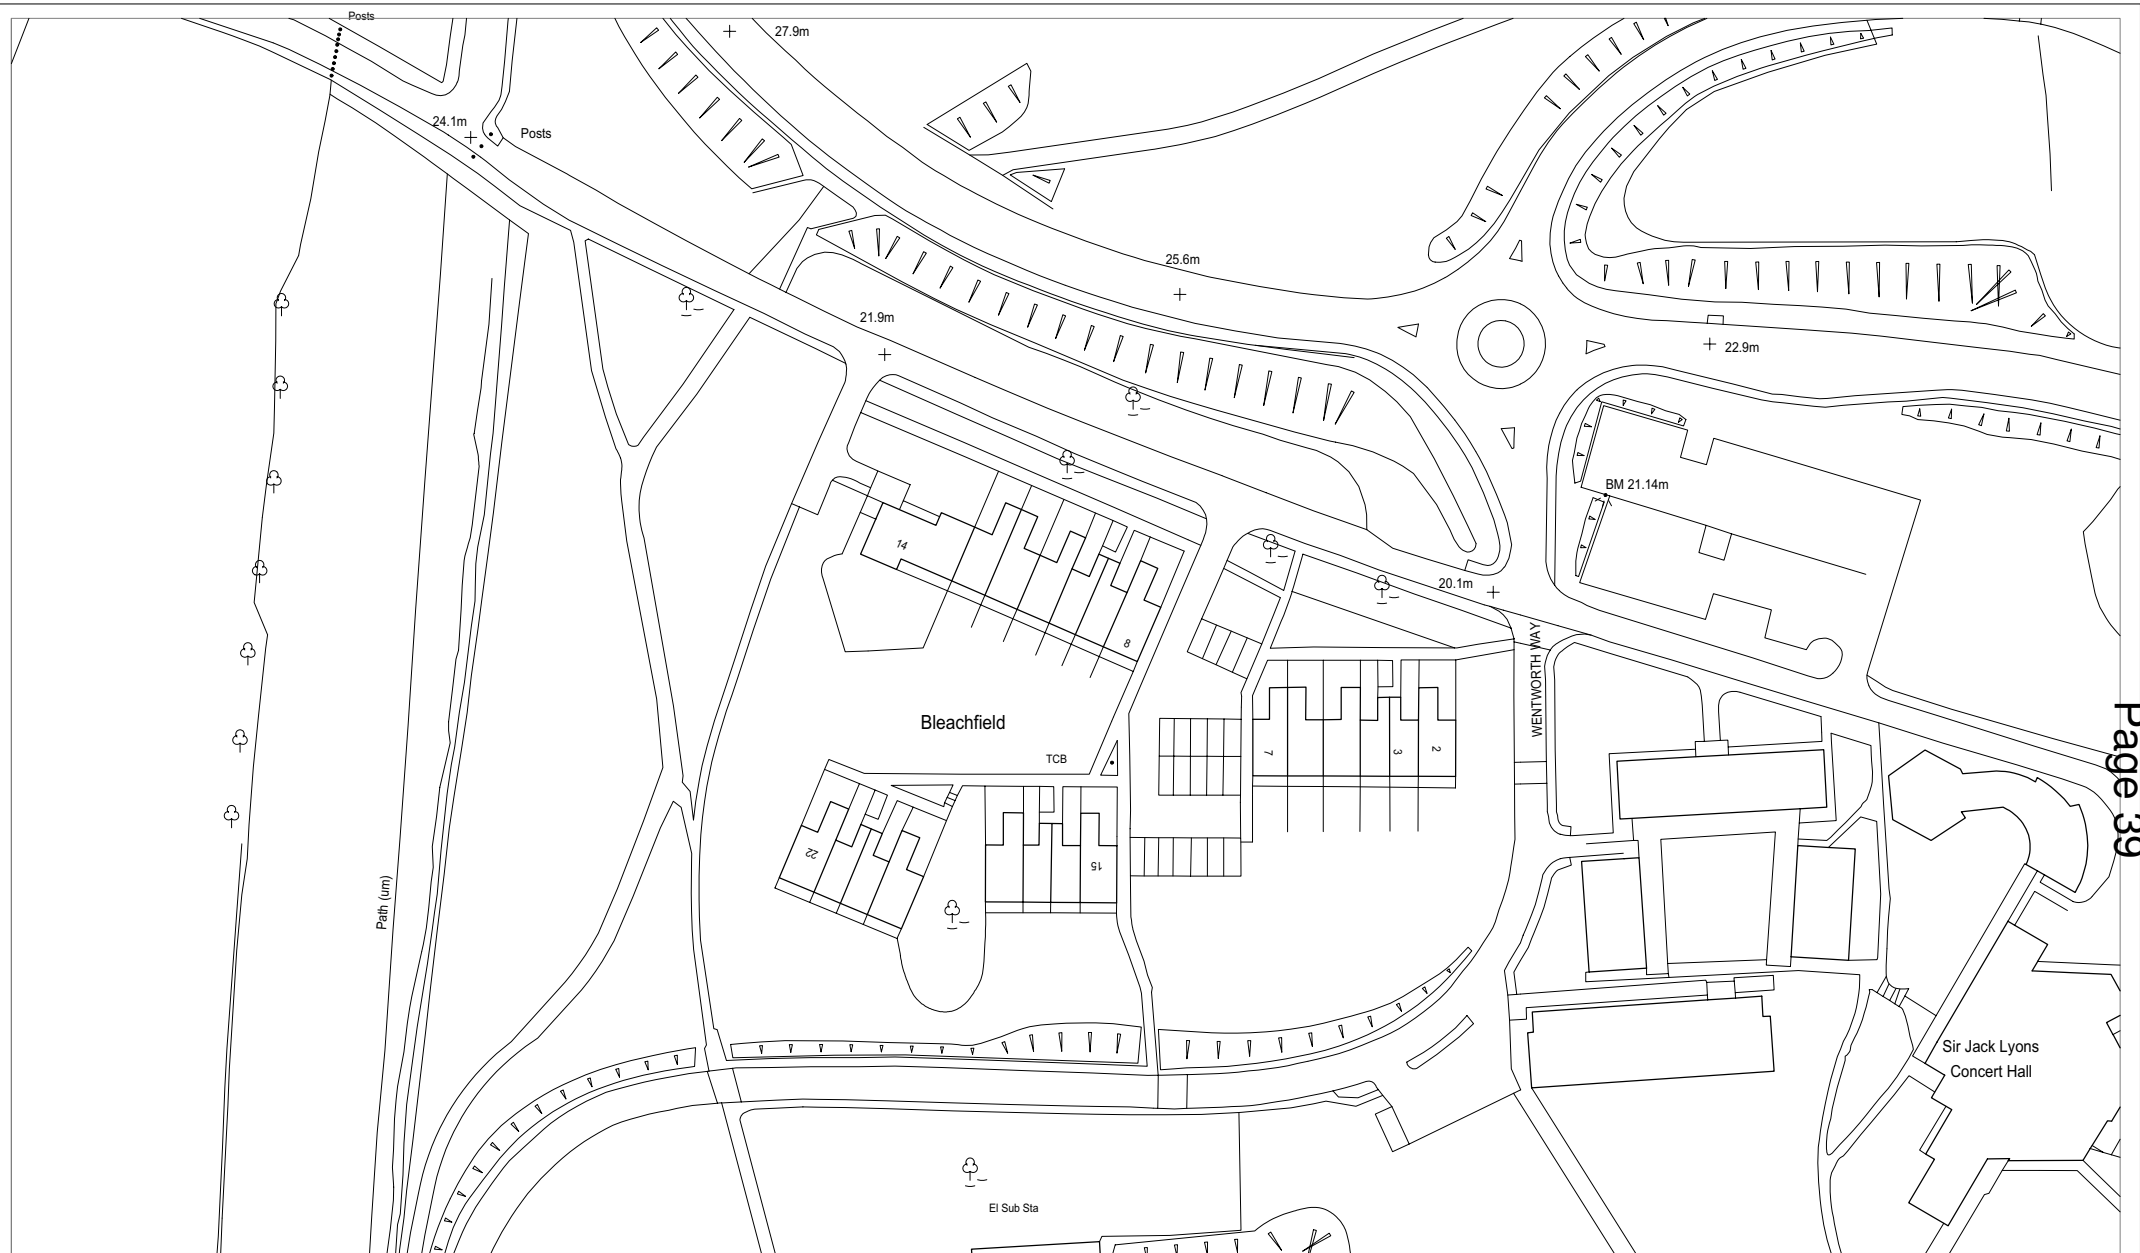 Posts
27.9m
24.1m
Posts
25.6m
21.9m
22.9m
BM 21.14m
14
8
20.1m
WENTWORTH WAY
Bleachfield
TCB
7
3
2
Page 39
22
15
Path (um)
Sir Jack Lyons
Concert Hall
El Sub Sta